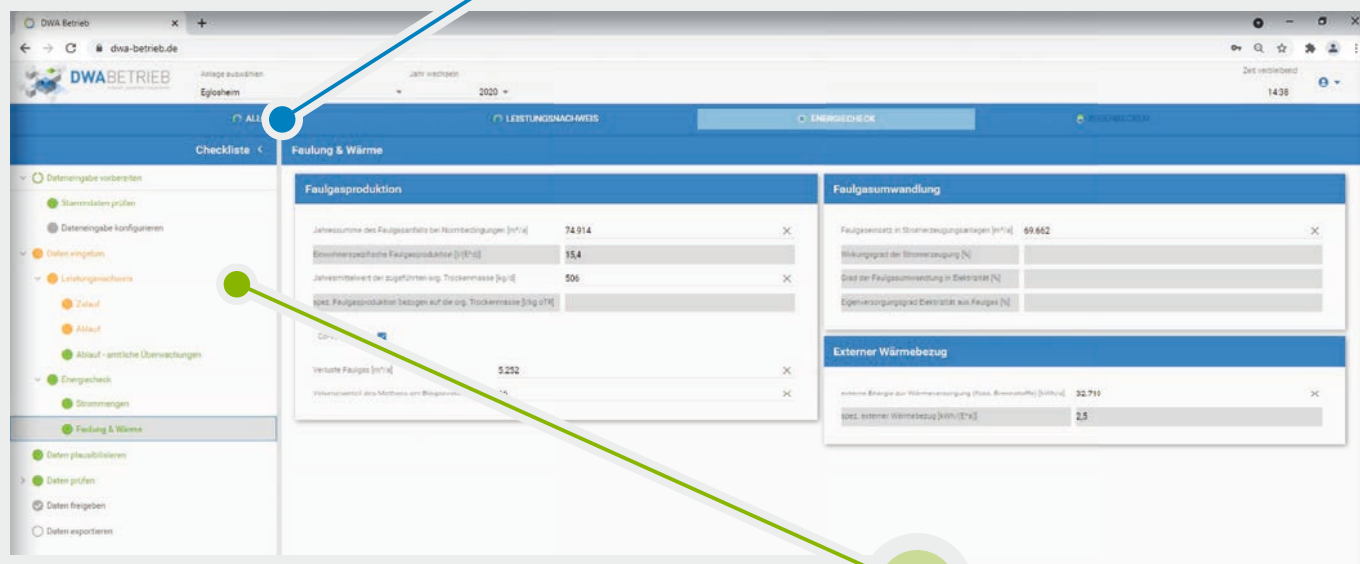 DWA Betrieb
dwa-betrieb.de
DWABETRIEB
Anlage auswählen
Eglosheim
Jahr wechseln
2020
Zeit verbleibend
14:38
ALL
LEISTUNGSNACHWEIS
ENERGIECHECK
Checkliste
Faulung & Wärme
Dateneingabe vorbereiten
Stammdaten prüfen
Dateneingabe konfigurieren
Daten eingeben
Leistungsnachweis
Zulauf
Ablauf
Ablauf - amtliche Überwachungen
Energiecheck
Strommengen
Faulung & Wärme
Daten plausibilisieren
Daten prüfen
Daten freigeben
Daten exportieren
Faulgasproduktion
Jahressumme des Faulgasanfalls bei Normbedingungen [m³/a] 74.914
Einwohnerspezifische Faulgasproduktion [l/(E*d)] 15,4
Jahresmittelwert der zugeführten org. Trockenmasse [kg/d] 506
spez. Faulgasproduktion bezogen auf die org. Trockenmasse [l/kg oTR]
Verluste Faulgas [m³/a] 5.252
Volumenanteil des Methans am
Faulgasumwandlung
Faulgaseinsatz in Stromerzeugungsanlagen [m³/a] 69.662
Wirkungsgrad der Stromerzeugung [%]
Grad der Faulgasumwandlung in Elektrizität [%]
Eigenversorgungsgrad Elektrizität aus Faulgas [%]
Externer Wärmebezug
externe Energie zur Wärmeversorgung (fossi. Brennstoffe) [kWh/a] 32.710
spez. externer Wärmebezug [kWh/(E*a)] 2,5